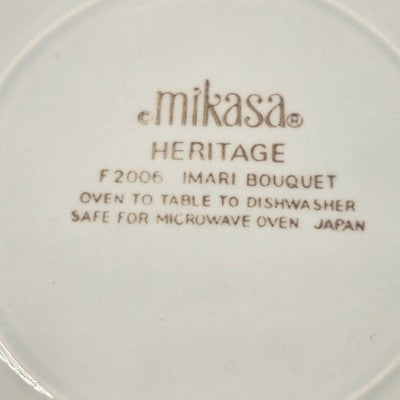 ©mikasa®
HERITAGE
F2006 IMARI BOUQUET
OVEN TO TABLE TO DISHWASHER
SAFE FOR MICROWAVE OVEN JAPAN